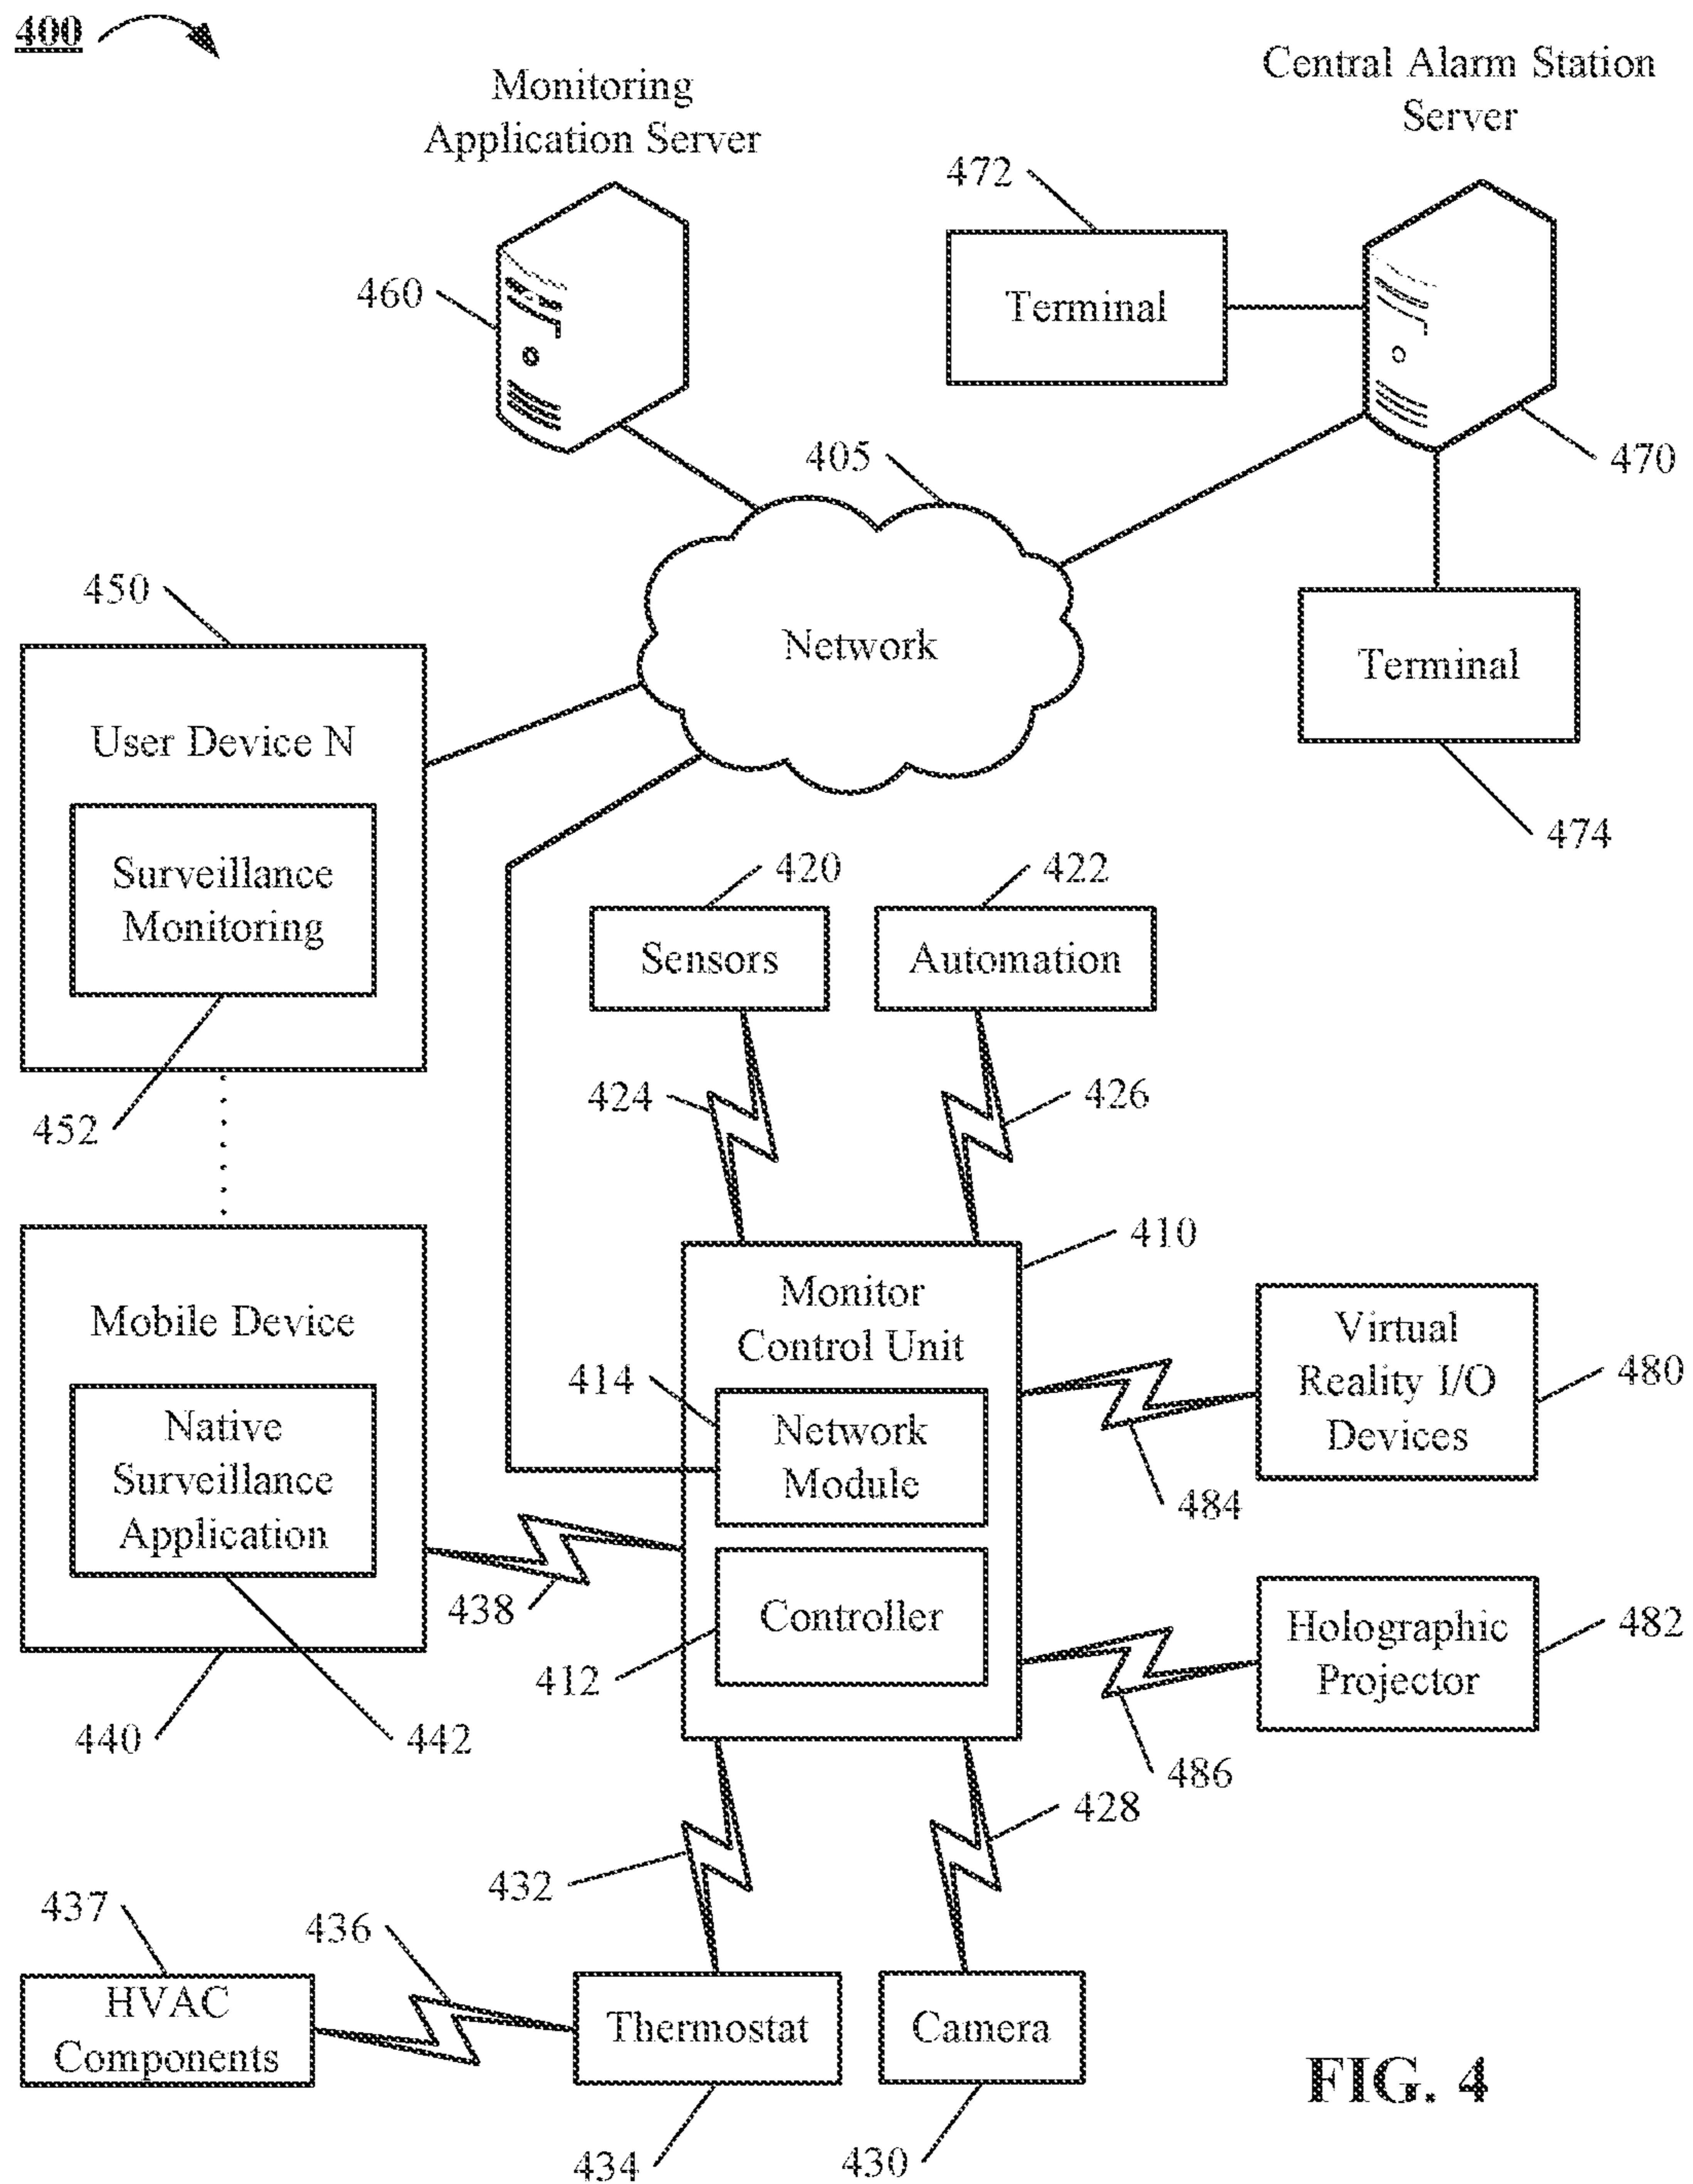 400
Monitoring
Application Server
Central Alarm Station
Server
472
Terminal
460
470
405
Network
Terminal
474
450
User Device N
Surveillance
Monitoring
452
420
Sensors
422
Automation
424
426
410
Monitor
Control Unit
414
Network
Module
Controller
412
Mobile Device
Native
Surveillance
Application
438
440
442
Virtual
Reality I/O
Devices
480
484
Holographic
Projector
482
486
428
432
437
HVAC
Components
436
Thermostat
434
Camera
430
FIG. 4